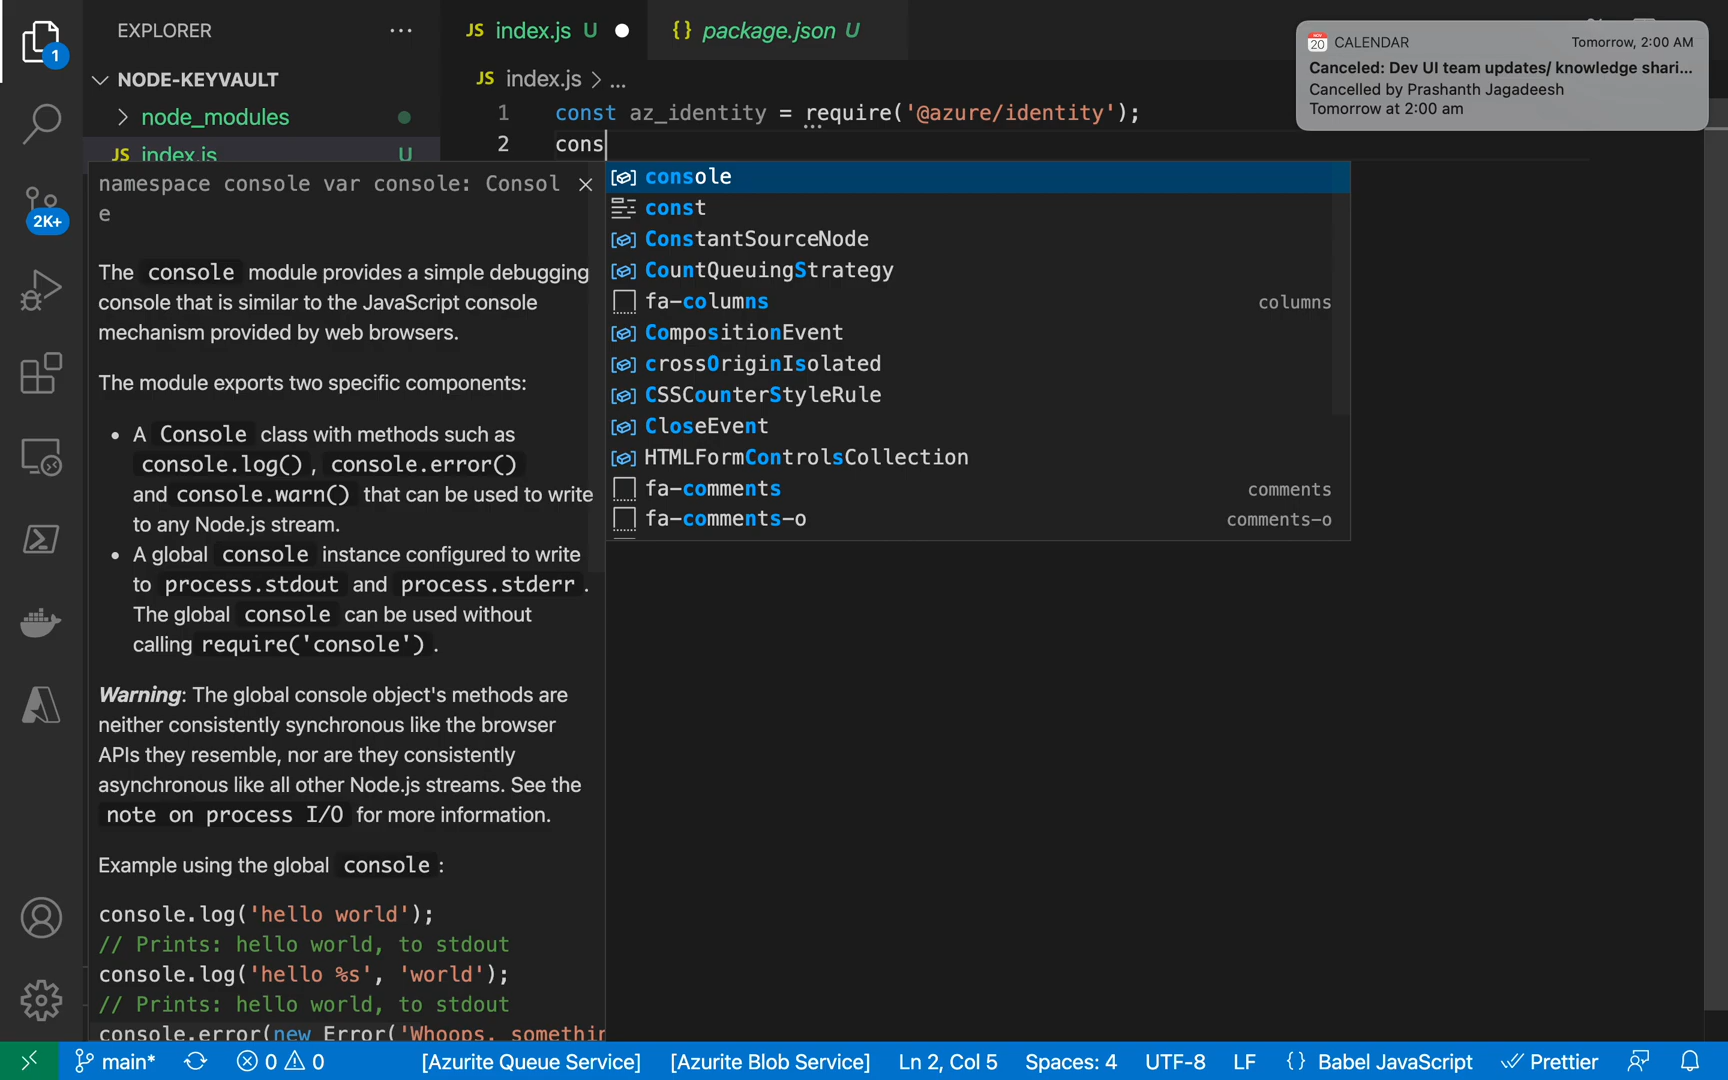 EXPLORER
...
NODE-KEYVAULT
node_modules
JS index.js U
1
2K+
JS index.js U
{} package.json U
JS index.js > ...
1 const az_identity = require('@azure/identity');
2 cons
NOV 20 CALENDAR Tomorrow, 2:00 AM
Canceled: Dev UI team updates/ knowledge shari...
Cancelled by Prashanth Jagadeesh
Tomorrow at 2:00 am
namespace console var console: Consol
e
The console module provides a simple debugging
console that is similar to the JavaScript console
mechanism provided by web browsers.
The module exports two specific components:
• A Console class with methods such as
console.log() , console.error()
and console.warn() that can be used to write
to any Node.js stream.
• A global console instance configured to write
to process.stdout and process.stderr .
The global console can be used without
calling require('console') .
Warning: The global console object's methods are
neither consistently synchronous like the browser
APIs they resemble, nor are they consistently
asynchronous like all other Node.js streams. See the
note on process I/O for more information.
Example using the global console :
console.log('hello world');
// Prints: hello world, to stdout
console.log('hello %s', 'world');
// Prints: hello world, to stdout
console.error(new Error('Whoops, somethin
console
const
ConstantSourceNode
CountQueuingStrategy
fa-columns columns
CompositionEvent
crossOriginIsolated
CSSCounterStyleRule
CloseEvent
HTMLFormControlsCollection
fa-comments comments
fa-comments-o comments-o
main* 0 0 [Azurite Queue Service] [Azurite Blob Service] Ln 2, Col 5 Spaces: 4 UTF-8 LF {} Babel JavaScript Prettier